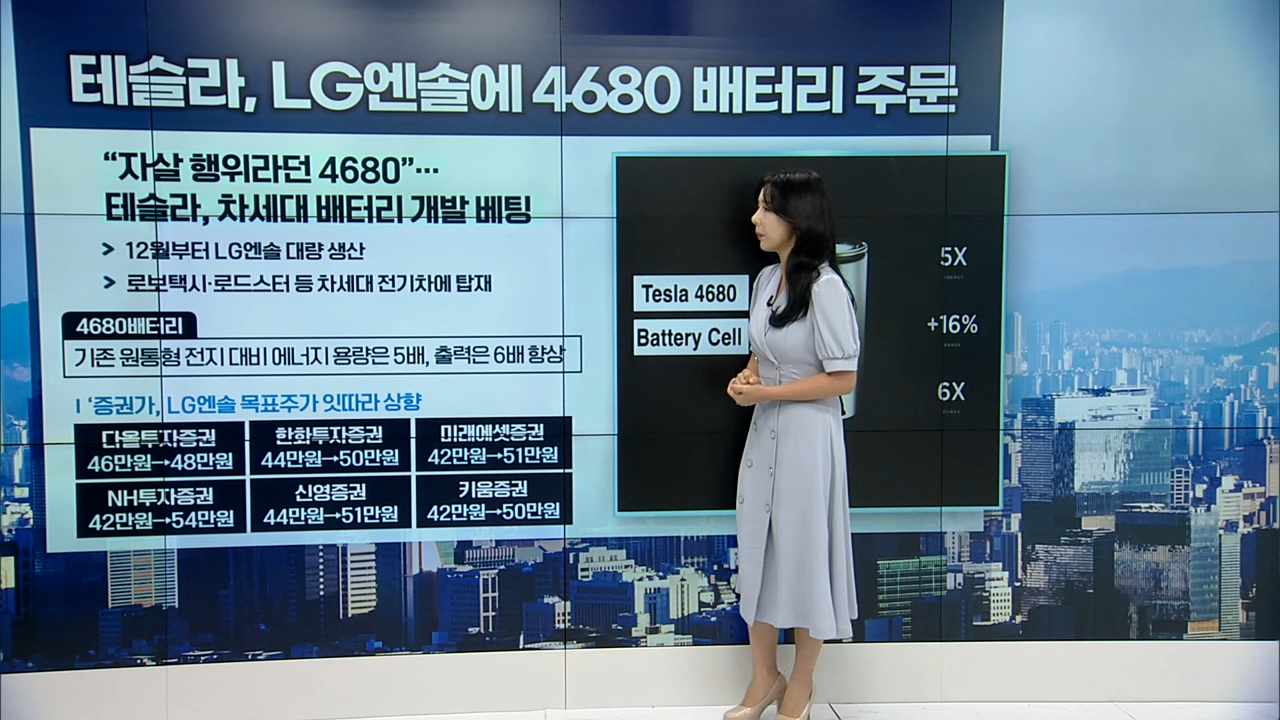 테슬라, LG엔솔에 4680 배터리 주문
“자살 행위라던 4680”…
테슬라, 차세대 배터리 개발 베팅
> 12월부터 LG엔솔 대량 생산
> 로보택시·로드스터 등 차세대 전기차에 탑재
4680배터리
기존 원통형 전지 대비 에너지 용량은 5배, 출력은 6배 향상
I ‘증권가, LG엔솔 목표주가 잇따라 상향
다올투자증권
46만원→48만원
한화투자증권
44만원→50만원
미래에셋증권
42만원→51만원
NH투자증권
42만원→54만원
신영증권
44만원→51만원
키움증권
42만원→50만원
Tesla 4680
Battery Cell
5X
ENERGY
+16%
RANGE
6X
POWER